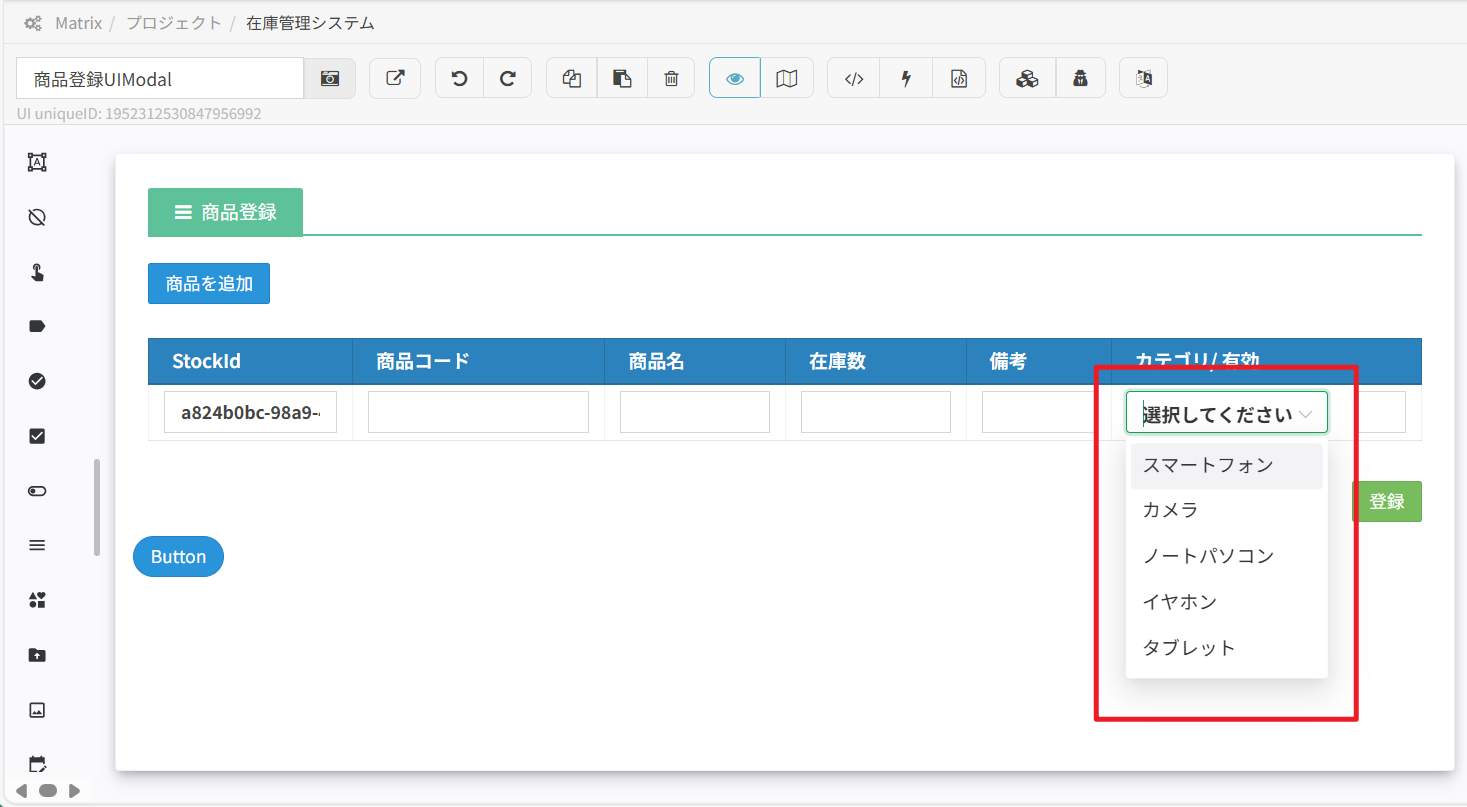 Matrix / プロジェクト / 在庫管理システム
商品登録UIModal
UI uniqueID: 1952312530847956992
商品登録
商品を追加
StockId 商品コード 商品名 在庫数 備考 カテゴリ/ 有効
a824b0bc-98a9- 選択してください
スマートフォン
カメラ
ノートパソコン
イヤホン
タブレット
登録
Button